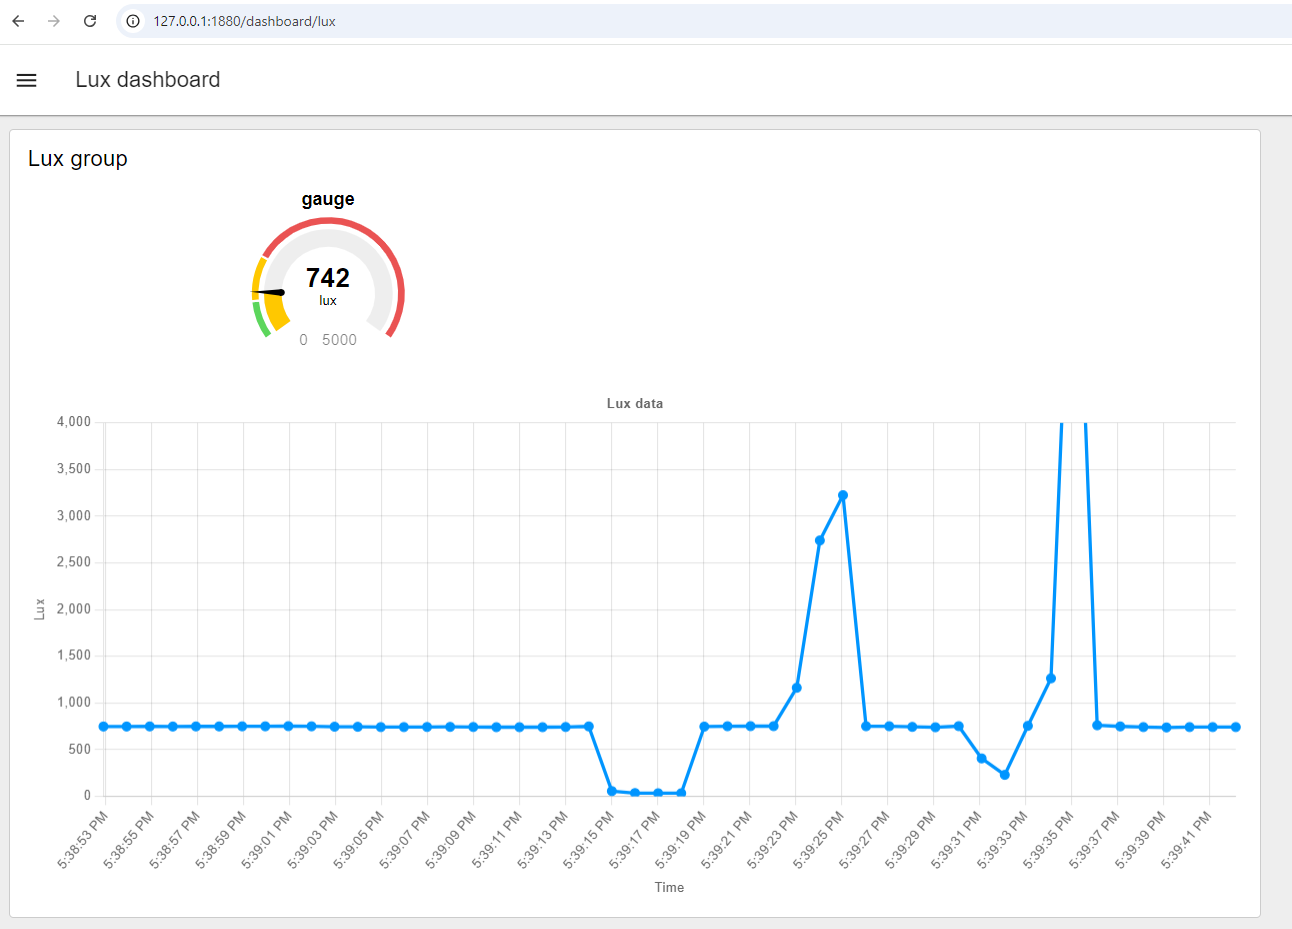 127.0.0.1:1880/dashboard/lux
Lux dashboard
Lux group
gauge
742
lux
0 5000
Lux data
4,000
3,500
3,000
2,500
2,000
1,500
1,000
500
0
Lux
5:38:53 PM
5:38:55 PM
5:38:57 PM
5:38:59 PM
5:39:01 PM
5:39:03 PM
5:39:05 PM
5:39:07 PM
5:39:09 PM
5:39:11 PM
5:39:13 PM
5:39:15 PM
5:39:17 PM
5:39:19 PM
5:39:21 PM
5:39:23 PM
5:39:25 PM
5:39:27 PM
5:39:29 PM
5:39:31 PM
5:39:33 PM
5:39:35 PM
5:39:37 PM
5:39:39 PM
5:39:41 PM
Time